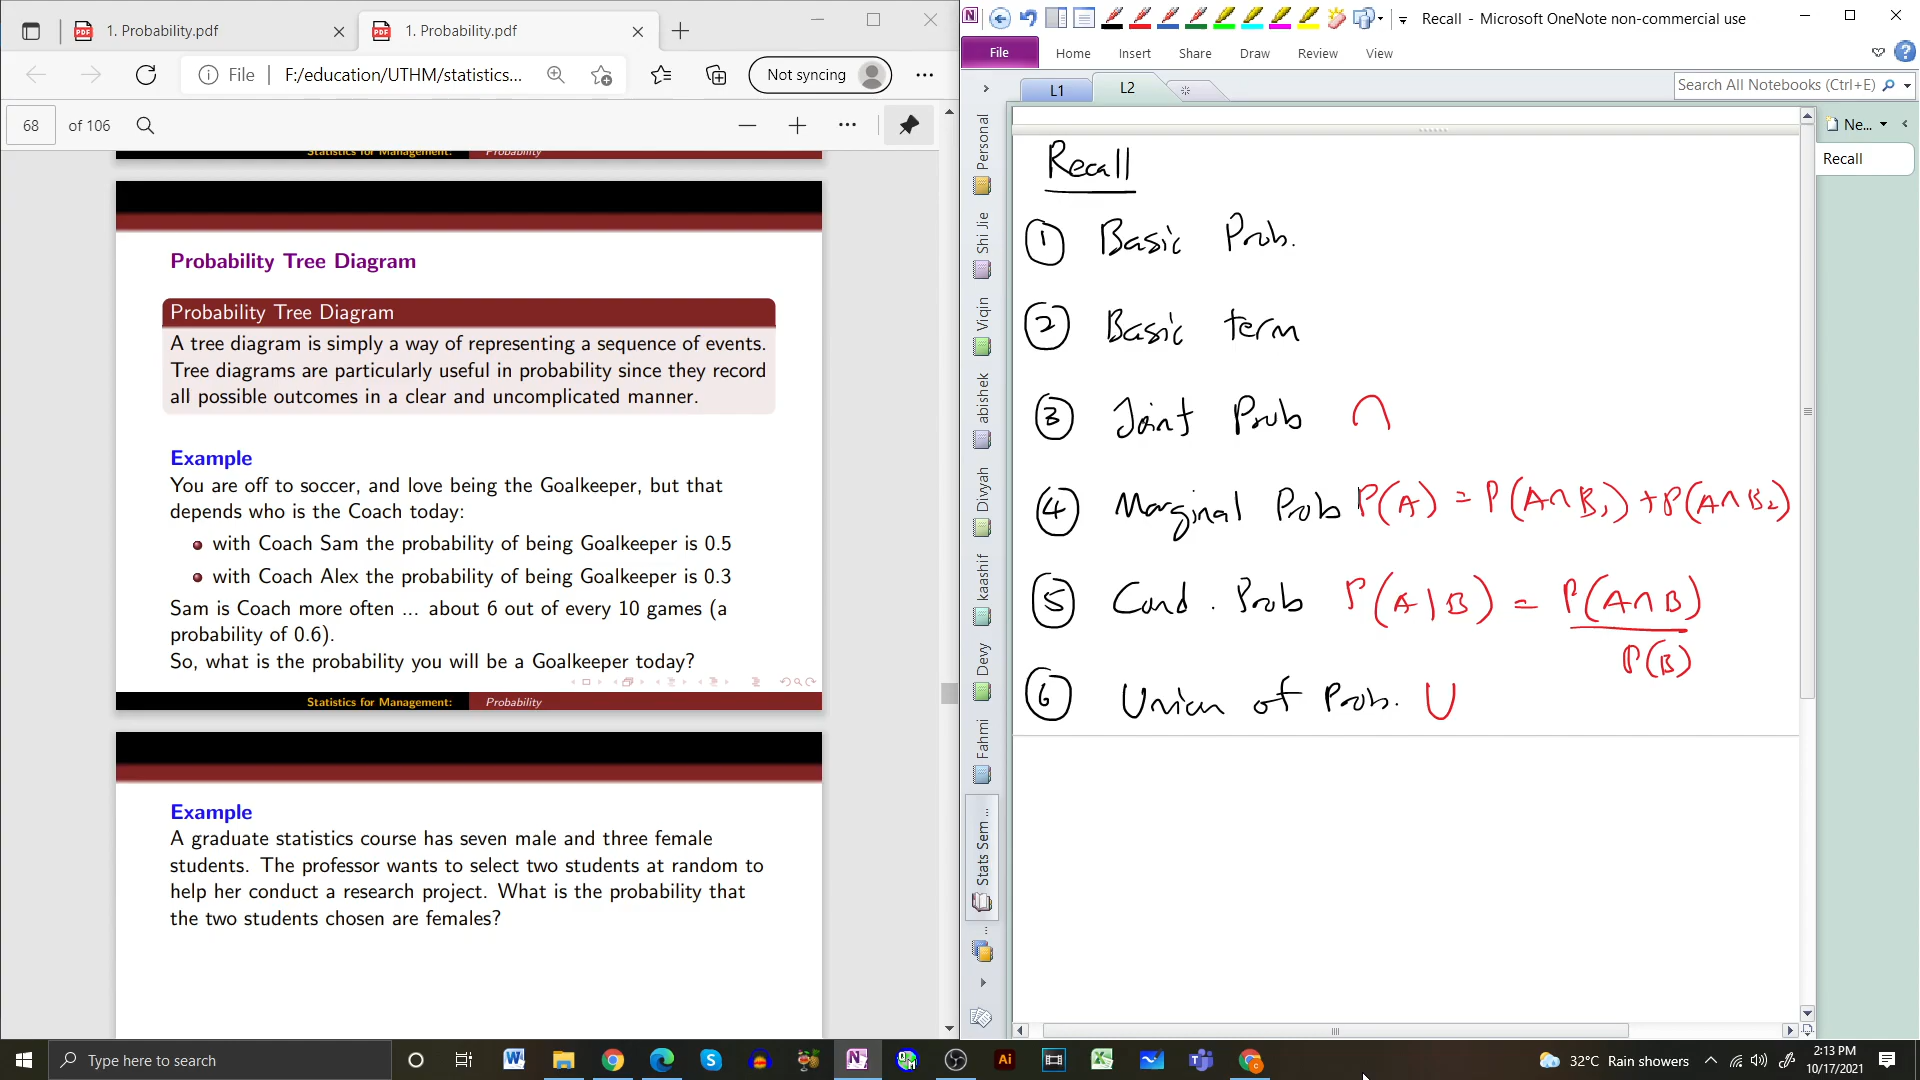 1. Probability.pdf
1. Probability.pdf
File
F:/education/UTHM/statistics...
Not syncing
68 of 106
Statistics for Management: Probability
Probability Tree Diagram
Probability Tree Diagram
A tree diagram is simply a way of representing a sequence of events.
Tree diagrams are particularly useful in probability since they record
all possible outcomes in a clear and uncomplicated manner.
Example
You are off to soccer, and love being the Goalkeeper, but that
depends who is the Coach today:
with Coach Sam the probability of being Goalkeeper is 0.5
with Coach Alex the probability of being Goalkeeper is 0.3
Sam is Coach more often ... about 6 out of every 10 games (a
probability of 0.6).
So, what is the probability you will be a Goalkeeper today?
Statistics for Management: Probability
Example
A graduate statistics course has seven male and three female
students. The professor wants to select two students at random to
help her conduct a research project. What is the probability that
the two students chosen are females?
Recall - Microsoft OneNote non-commercial use
File Home Insert Share Draw Review View
L1 L2
Search All Notebooks (Ctrl+E)
Ne...
Recall
Personal
Shi Jie
Viqin
abishek
Divyah
kaashif
Devy
Fahmi
Stats Sem ...
Recall
1 Basic Prob.
2 Basic term
3 Joint Prob ∩
4 Marginal Prob P(A) = P(A∩B₁) + P(A∩B₂)
5 Cond. Prob P(A|B) = P(A∩B)
P(B)
6 Union of Prob. U
Type here to search
32°C Rain showers
2:13 PM
10/17/2021